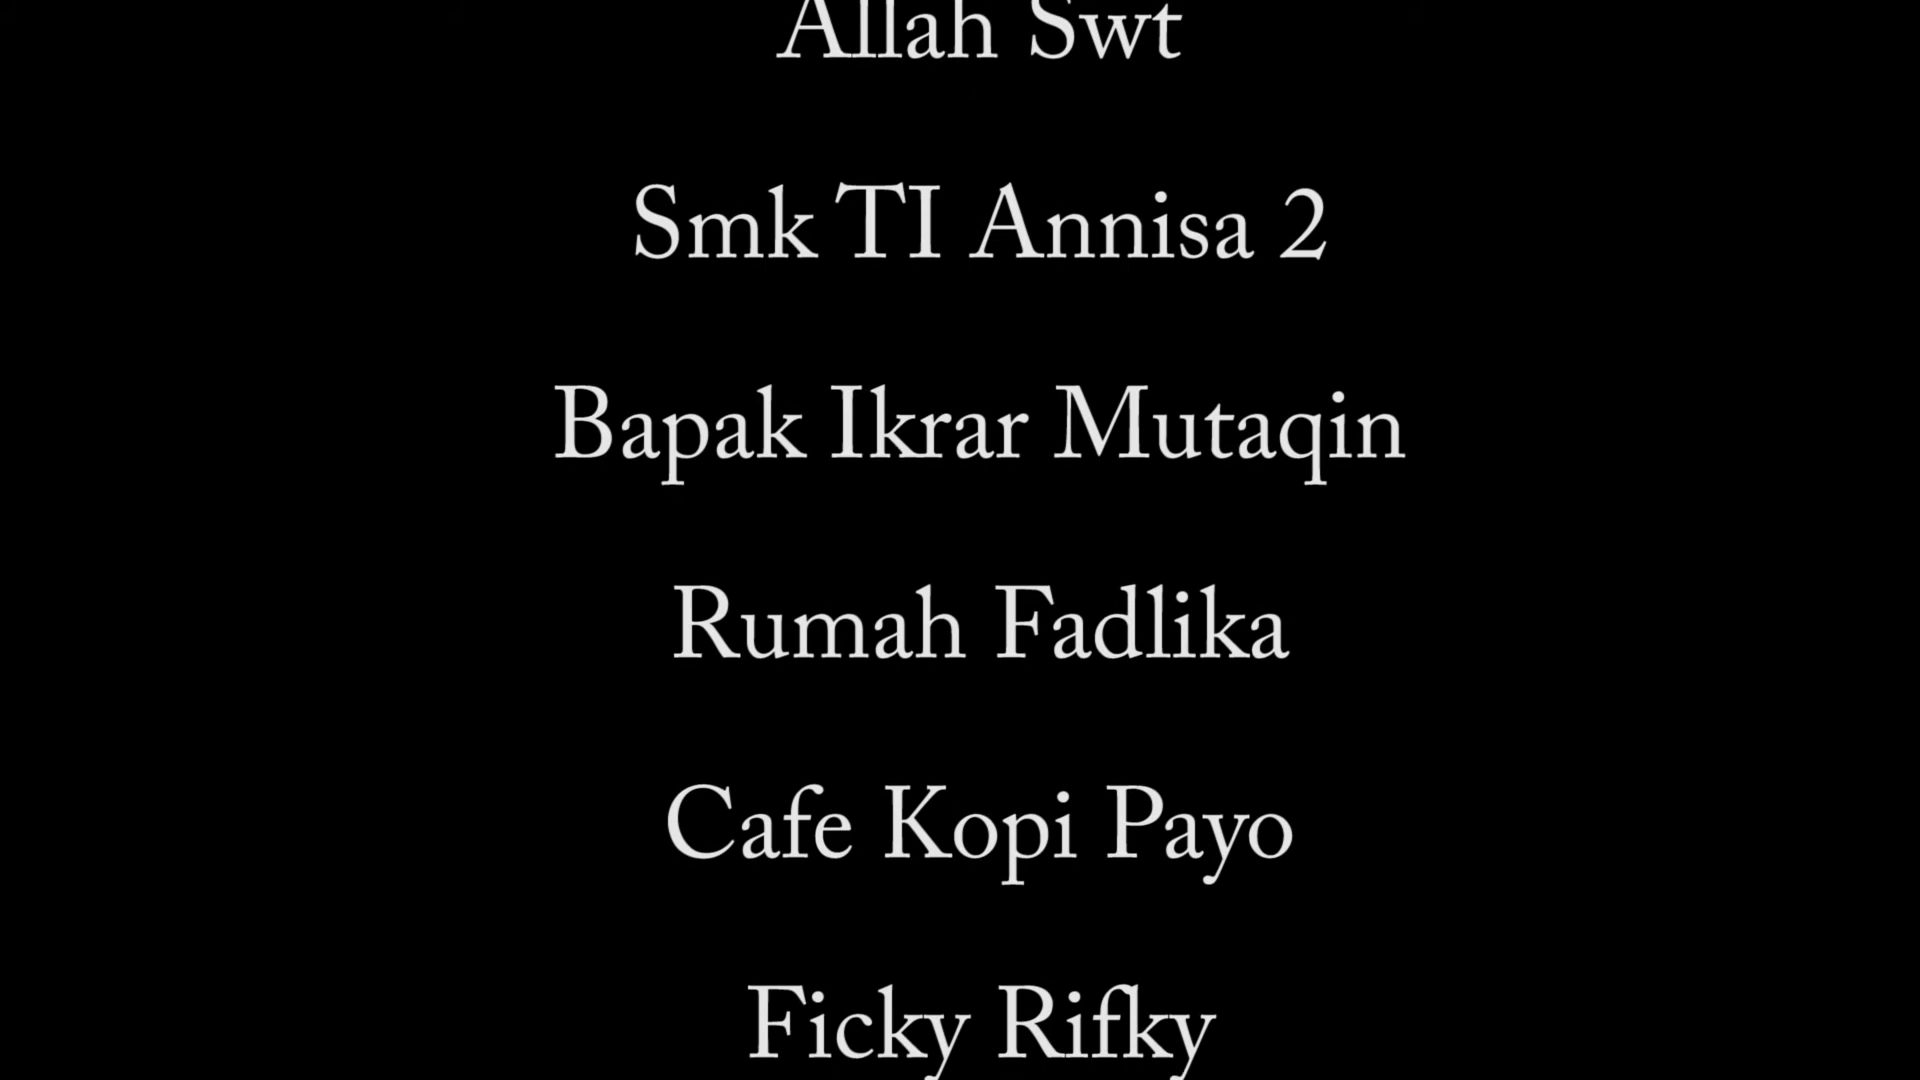 Allah Swt
Smk TI Annisa 2
Bapak Ikrar Mutaqin
Rumah Fadlika
Cafe Kopi Payo
Ficky Rifky